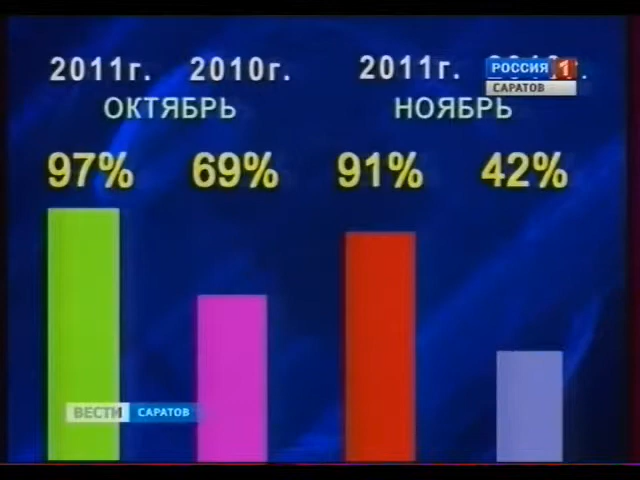 2011г. 2010г. 2011г.
РОССИЯ 1
САРАТОВ
ОКТЯБРЬ НОЯБРЬ
97% 69% 91% 42%
ВЕСТИ САРАТОВ